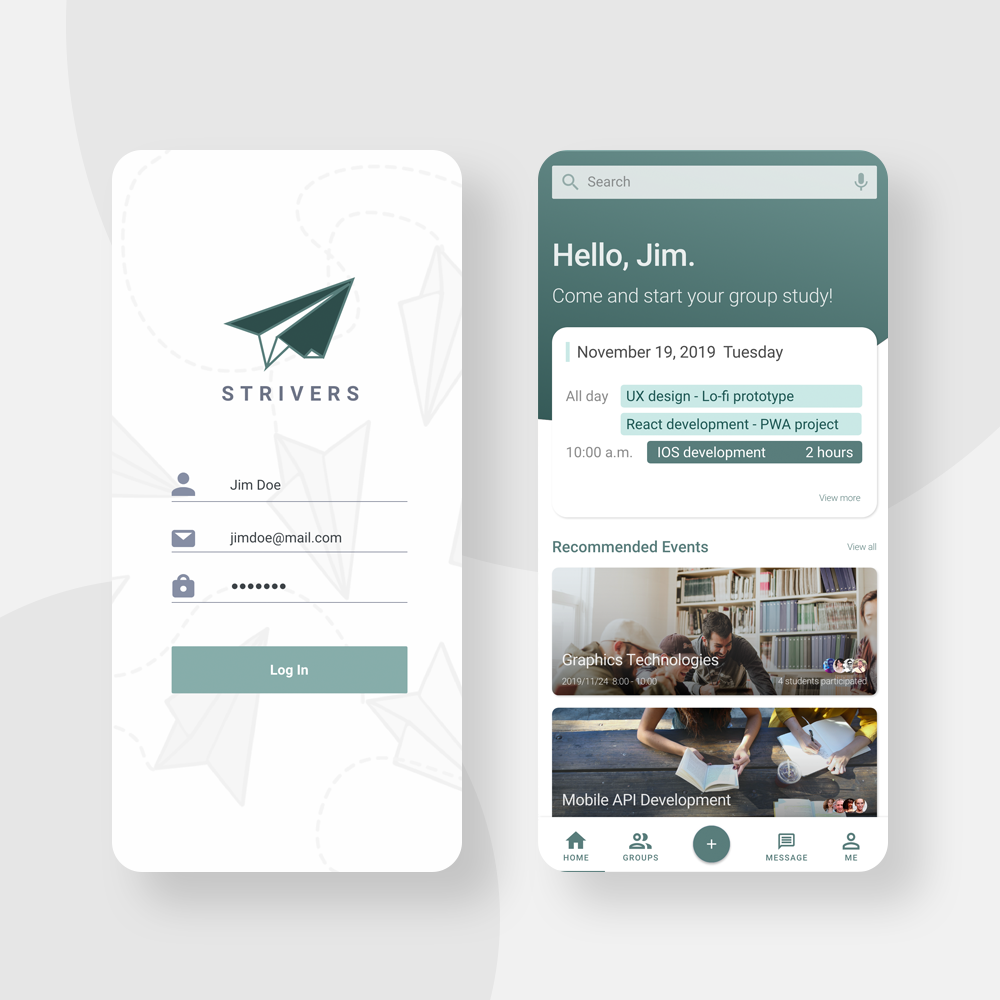 STRIVERS
Jim Doe
jimdoe@mail.com
Log In
Search
Hello, Jim.
Come and start your group study!
November 19, 2019 Tuesday
All day UX design - Lo-fi prototype
React development - PWA project
10:00 a.m. IOS development 2 hours
View more
Recommended Events View all
Graphics Technologies
2019/11/24 8:00 - 10:00 4 students participated
Mobile API Development
HOME GROUPS + MESSAGE ME